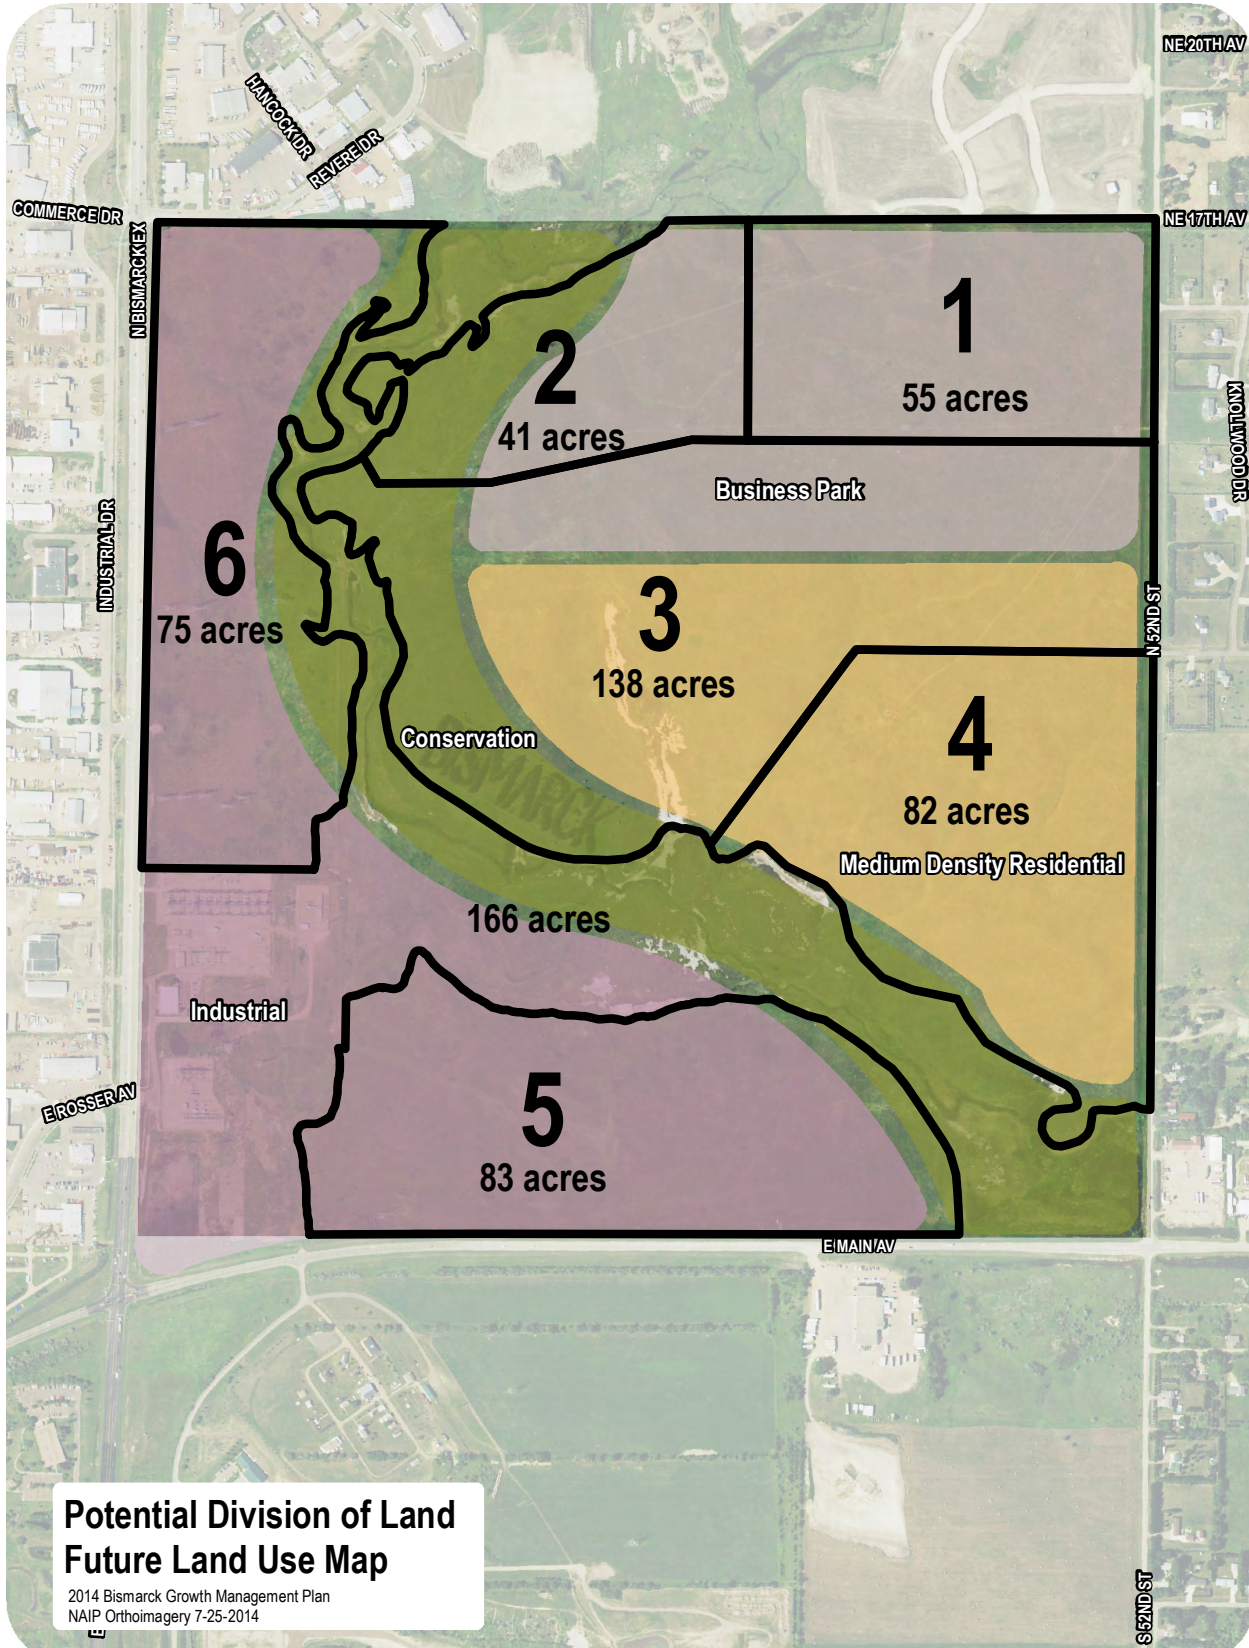 NE 20TH AV
HANCOCK DR
REVERE DR
COMMERCE DR
NE 17TH AV
N BISMARCK EX
1
55 acres
2
41 acres
KNOLLWOOD DR
Business Park
INDUSTRIAL DR
6
75 acres
3
138 acres
N 52ND ST
4
82 acres
Conservation
BISMARCK
Medium Density Residential
166 acres
Industrial
5
83 acres
E ROSSER AV
E MAIN AV
Potential Division of Land
Future Land Use Map
2014 Bismarck Growth Management Plan
NAIP Orthoimagery 7-25-2014
S 52ND ST